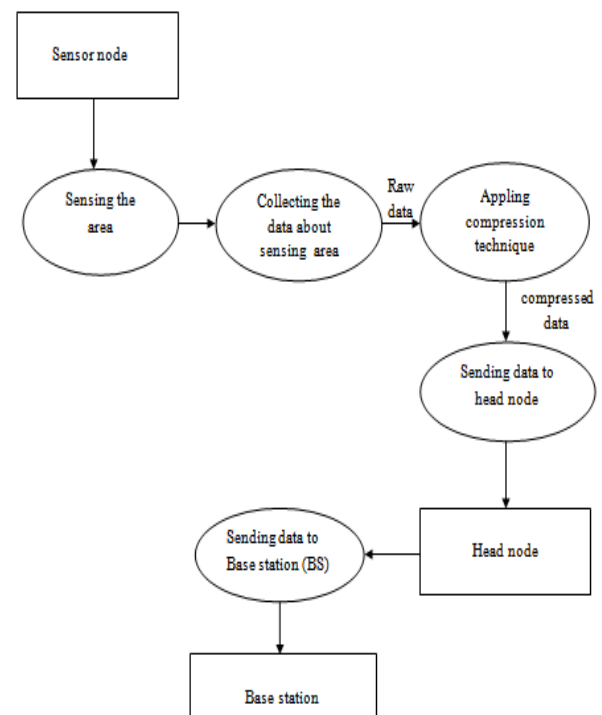 Sensor node
Sensing the
area
Collecting the
data about
sensing area
Raw
data
Appling
compression
technique
compressed
data
Sending data to
head node
Head node
Sending data to
Base station (BS)
Base station